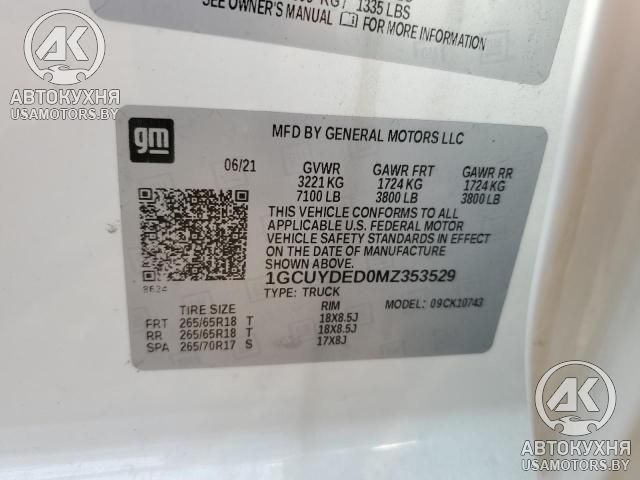 KG / 1335 LBS
SEE OWNER'S MANUAL FOR MORE INFORMATION
AK
АВТОКУХНЯ
USAMOTORS.BY
gm
MFD BY GENERAL MOTORS LLC
06/21 GVWR GAWR FRT GAWR RR
3221 KG 1724 KG 1724 KG
7100 LB 3800 LB 3800 LB
THIS VEHICLE CONFORMS TO ALL
APPLICABLE U.S. FEDERAL MOTOR
VEHICLE SAFETY STANDARDS IN EFFECT
ON THE DATE OF MANUFACTURE
SHOWN ABOVE.
1GCUYDED0MZ353529
8624
TYPE: TRUCK
MODEL: 09CK10743
TIRE SIZE RIM
FRT 265/65R18 T 18X8.5J
RR 265/65R18 T 18X8.5J
SPA 265/70R17 S 17X8J
AK
АВТОКУХНЯ
USAMOTORS.BY